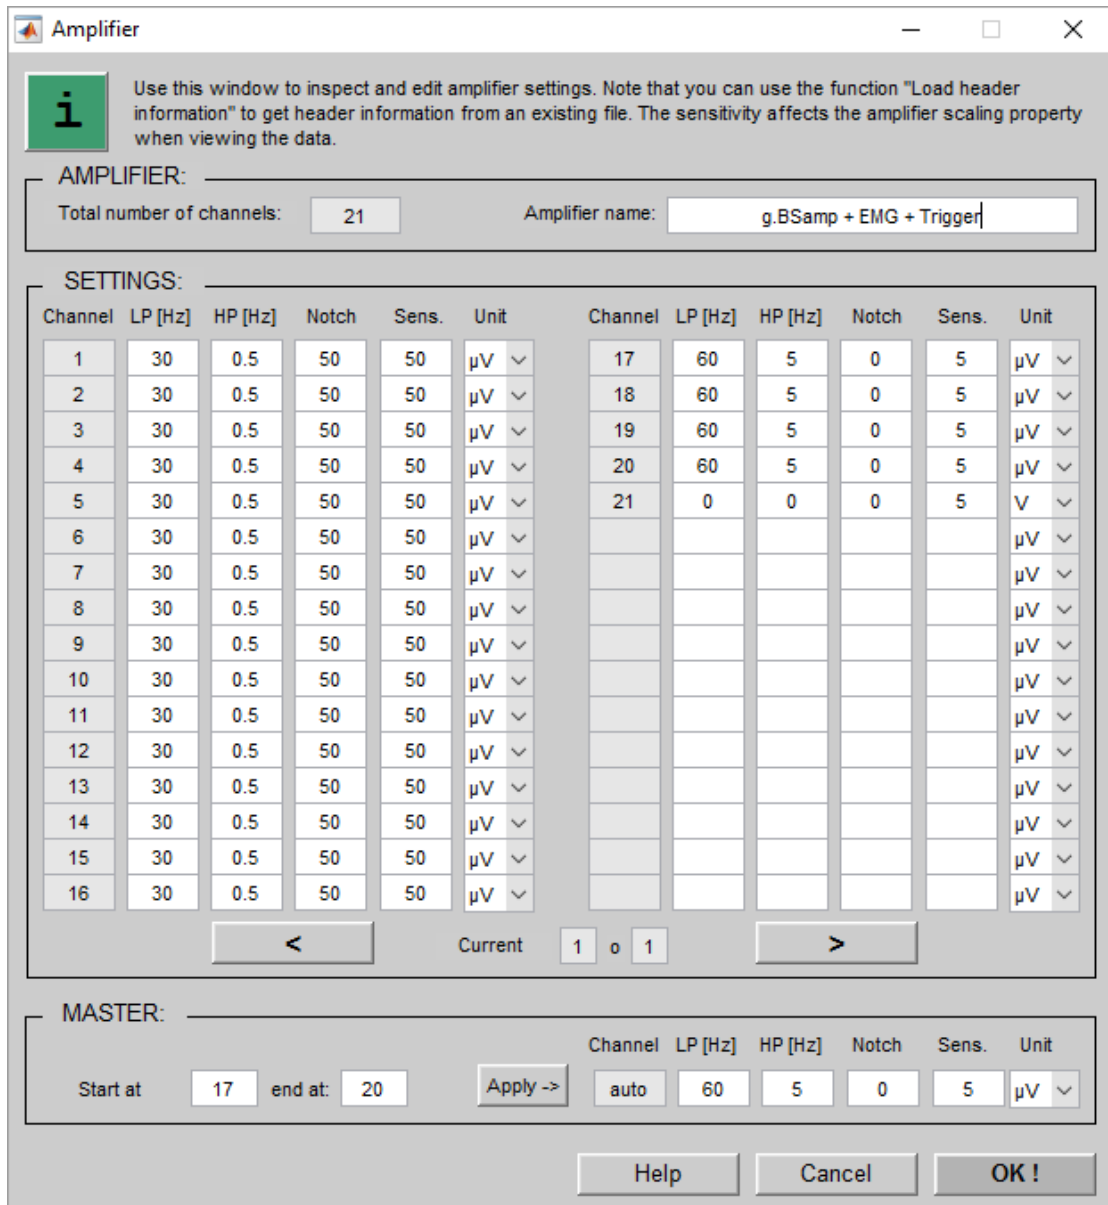 Amplifier
i
Use this window to inspect and edit amplifier settings. Note that you can use the function "Load header
information" to get header information from an existing file. The sensitivity affects the amplifier scaling property
when viewing the data.
AMPLIFIER:
Total number of channels: 21 Amplifier name: g.BSamp + EMG + Trigger
SETTINGS:
Channel LP [Hz] HP [Hz] Notch Sens. Unit Channel LP [Hz] HP [Hz] Notch Sens. Unit
1 30 0.5 50 50 µV 17 60 5 0 5 µV
2 30 0.5 50 50 µV 18 60 5 0 5 µV
3 30 0.5 50 50 µV 19 60 5 0 5 µV
4 30 0.5 50 50 µV 20 60 5 0 5 µV
5 30 0.5 50 50 µV 21 0 0 0 5 V
6 30 0.5 50 50 µV µV
7 30 0.5 50 50 µV µV
8 30 0.5 50 50 µV µV
9 30 0.5 50 50 µV µV
10 30 0.5 50 50 µV µV
11 30 0.5 50 50 µV µV
12 30 0.5 50 50 µV µV
13 30 0.5 50 50 µV µV
14 30 0.5 50 50 µV µV
15 30 0.5 50 50 µV µV
16 30 0.5 50 50 µV µV
< Current 1 o 1 >
MASTER:
Channel LP [Hz] HP [Hz] Notch Sens. Unit
Start at 17 end at: 20 Apply -> auto 60 5 0 5 µV
Help Cancel OK !